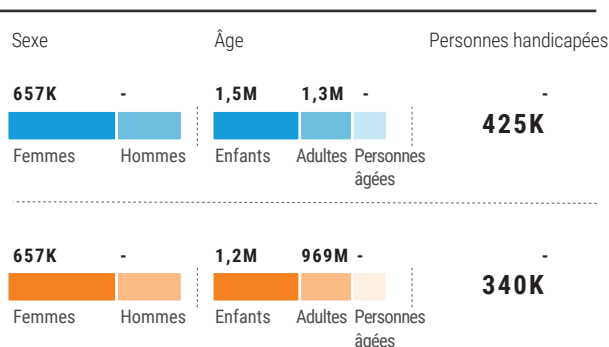 Sexe Âge Personnes handicapées
657K - 1,5M 1,3M - -
425K
Femmes Hommes Enfants Adultes Personnes
âgées
657K - 1,2M 969M - -
340K
Femmes Hommes Enfants Adultes Personnes
âgées